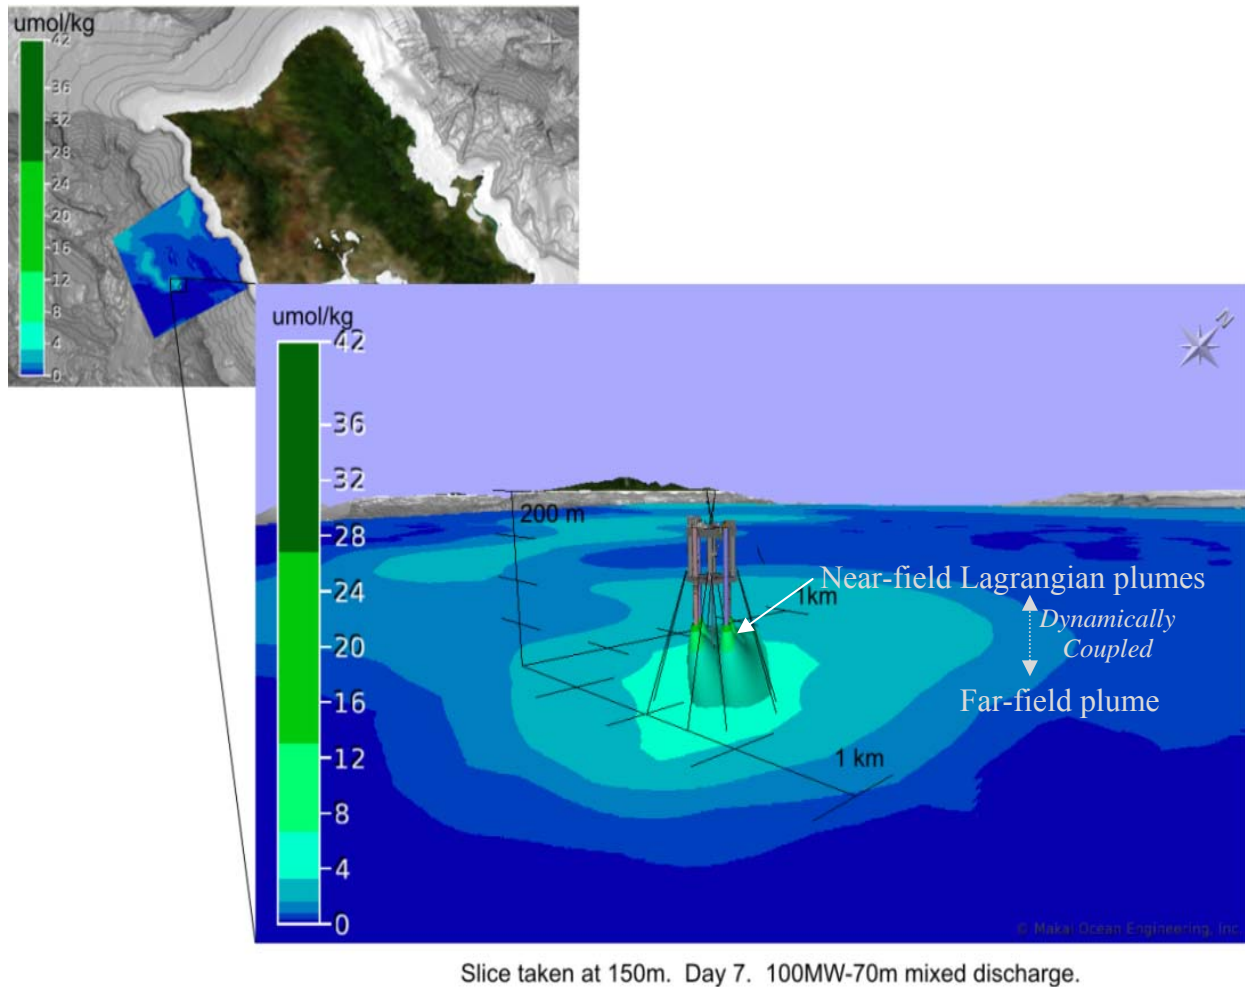 umol/kg
42
36
32
28
24
20
16
12
8
4
0
umol/kg
42
36
32
28
24
20
16
12
8
4
0
N
200 m
Near-field Lagrangian plumes
1km
Dynamically
Coupled
Far-field plume
1 km
© Makai Ocean Engineering, Inc.
Slice taken at 150m. Day 7. 100MW-70m mixed discharge.